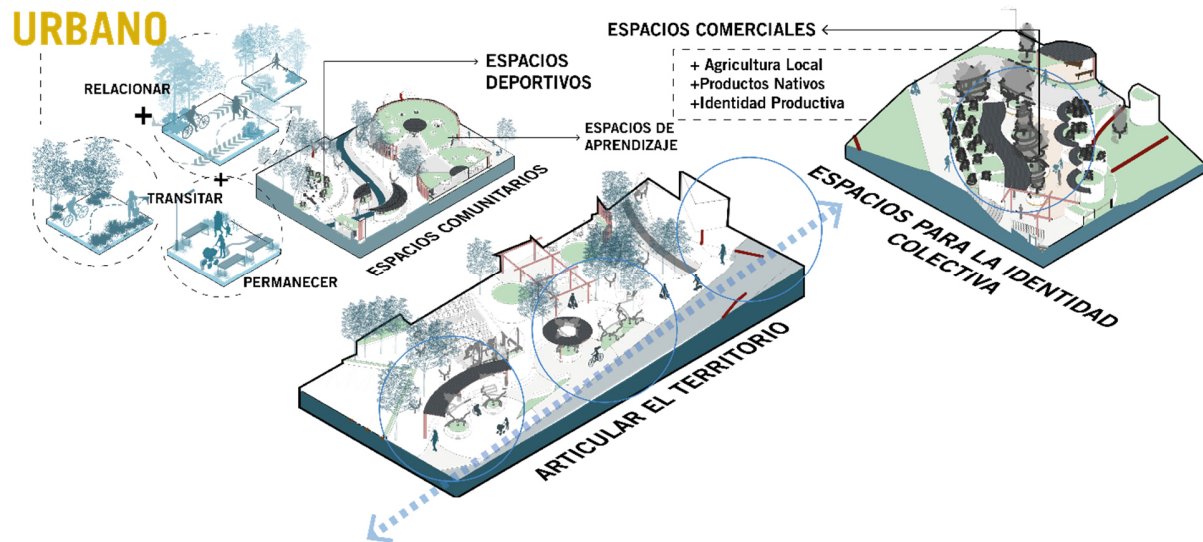 URBANO
RELACIONAR
+
+
TRANSITAR
PERMANECER
ESPACIOS
DEPORTIVOS
ESPACIOS DE
APRENDIZAJE
ESPACIOS COMUNITARIOS
ESPACIOS COMERCIALES
+ Agricultura Local
+Productos Nativos
+Identidad Productiva
ESPACIOS PARA LA IDENTIDAD
COLECTIVA
ARTICULAR EL TERRITORIO